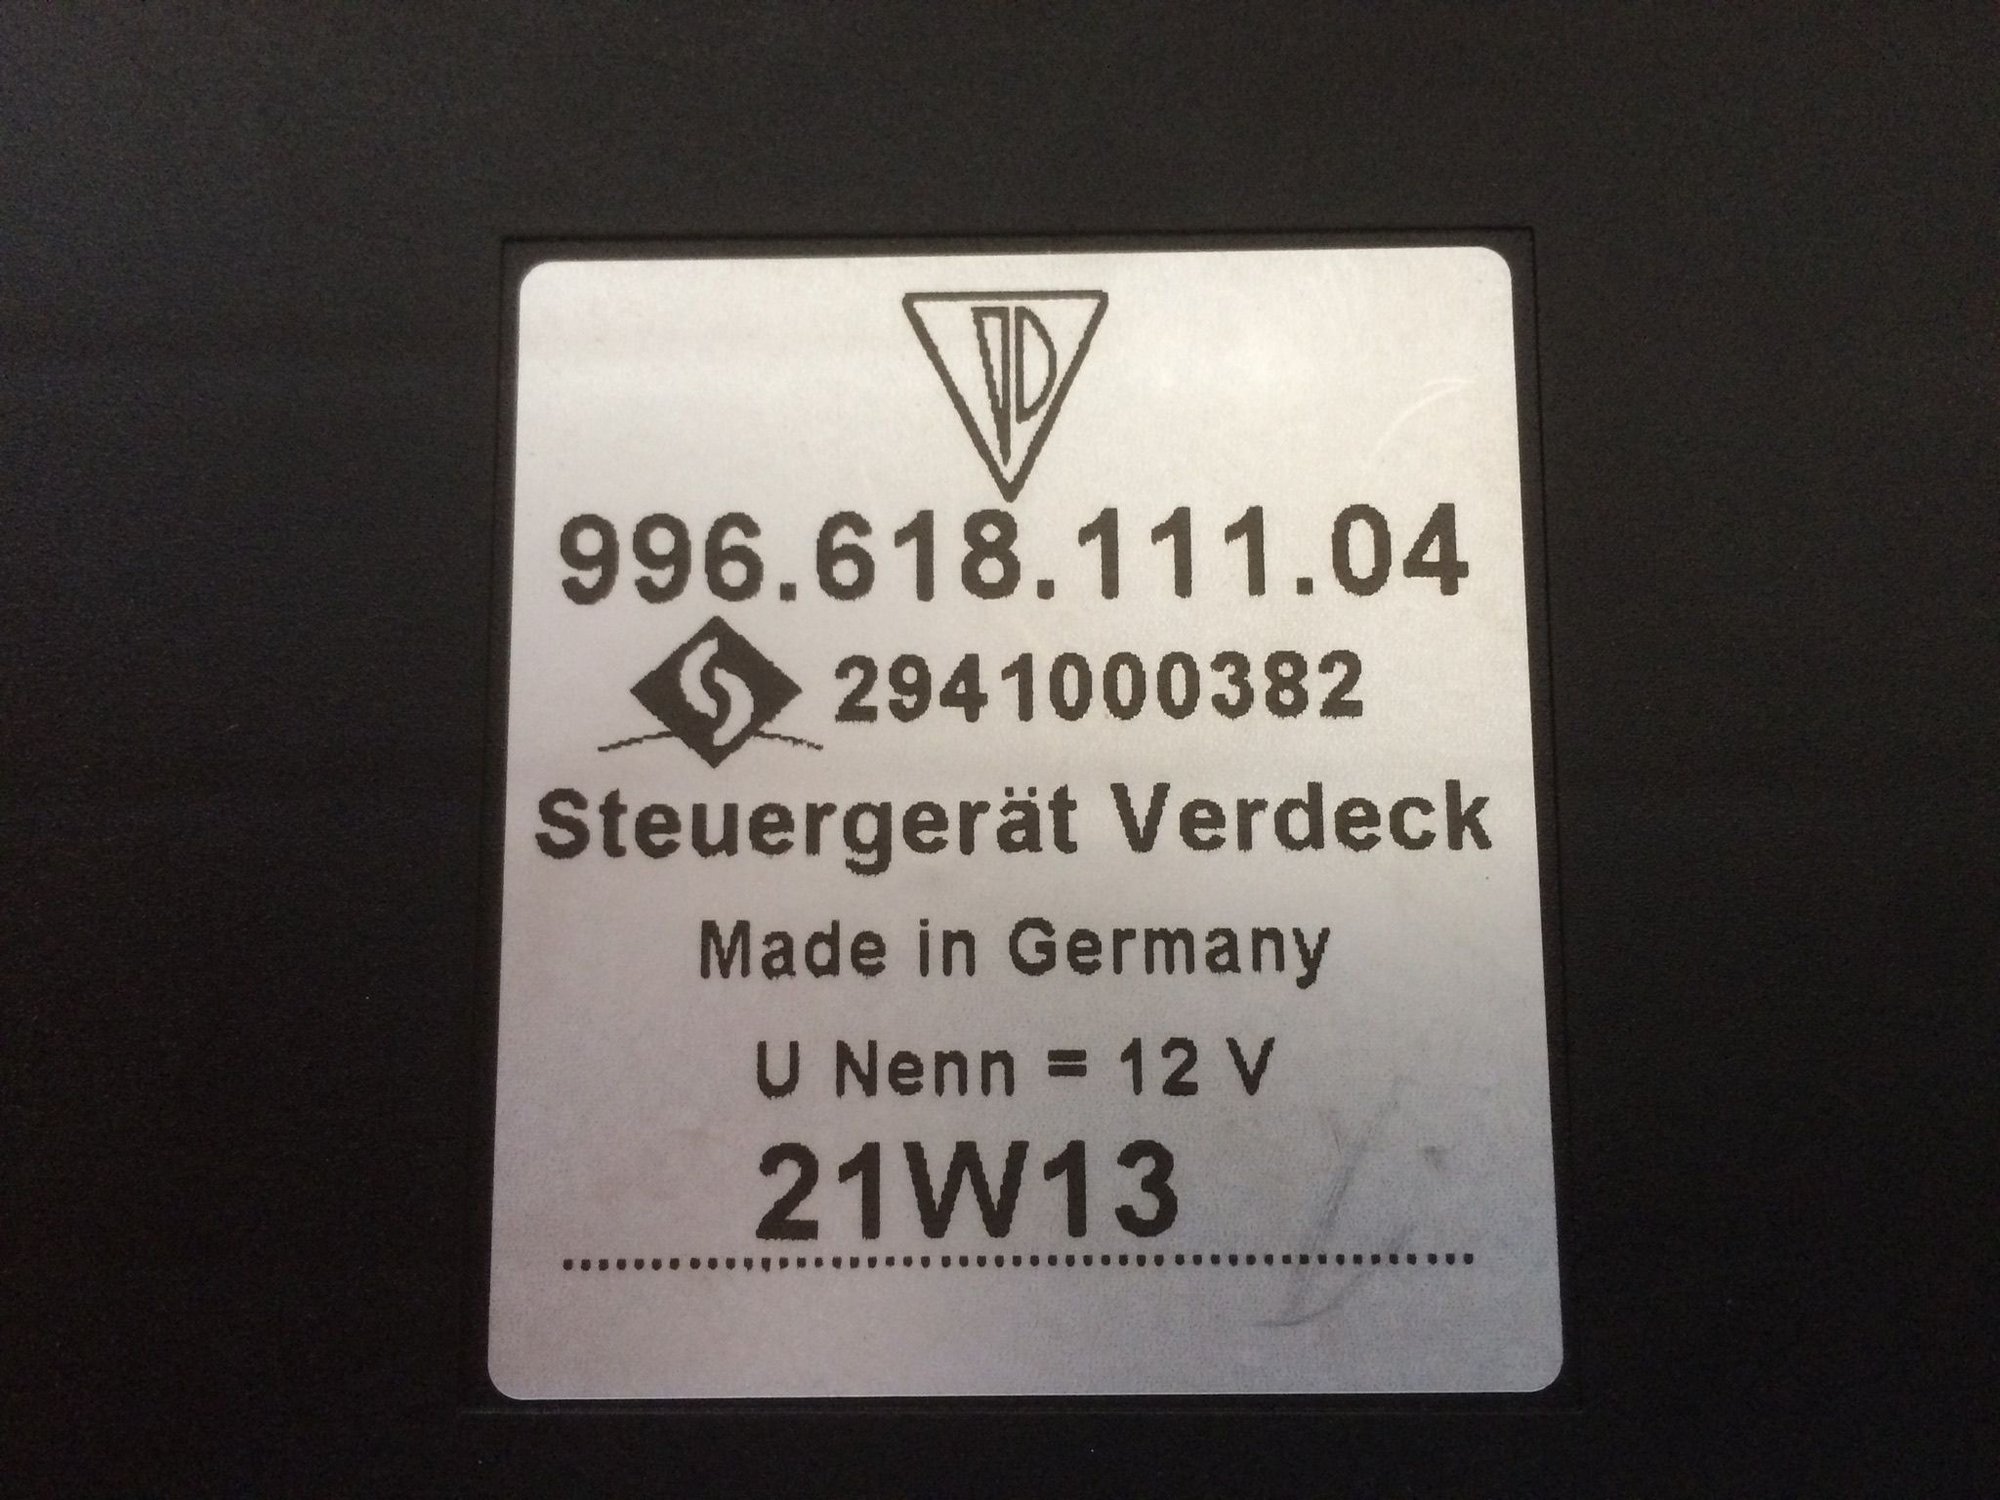 996.618.111.04
2941000382
Steuergerät Verdeck
Made in Germany
U Nenn = 12 V
21W13